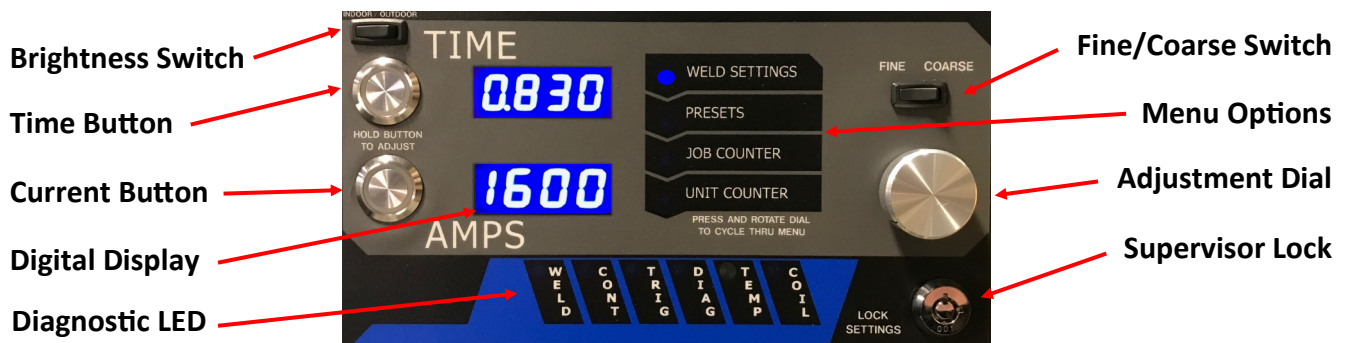 Brightness Switch
Time Button
Current Button
Digital Display
Diagnostic LED
INDOOR / OUTDOOR
TIME
0.830
HOLD BUTTON
TO ADJUST
1600
AMPS
WELD SETTINGS
PRESETS
JOB COUNTER
UNIT COUNTER
PRESS AND ROTATE DIAL
TO CYCLE THRU MENU
FINE COARSE
WELD
CONT
TRIG
DIAG
TEMP
COIL
LOCK
SETTINGS
Fine/Coarse Switch
Menu Options
Adjustment Dial
Supervisor Lock